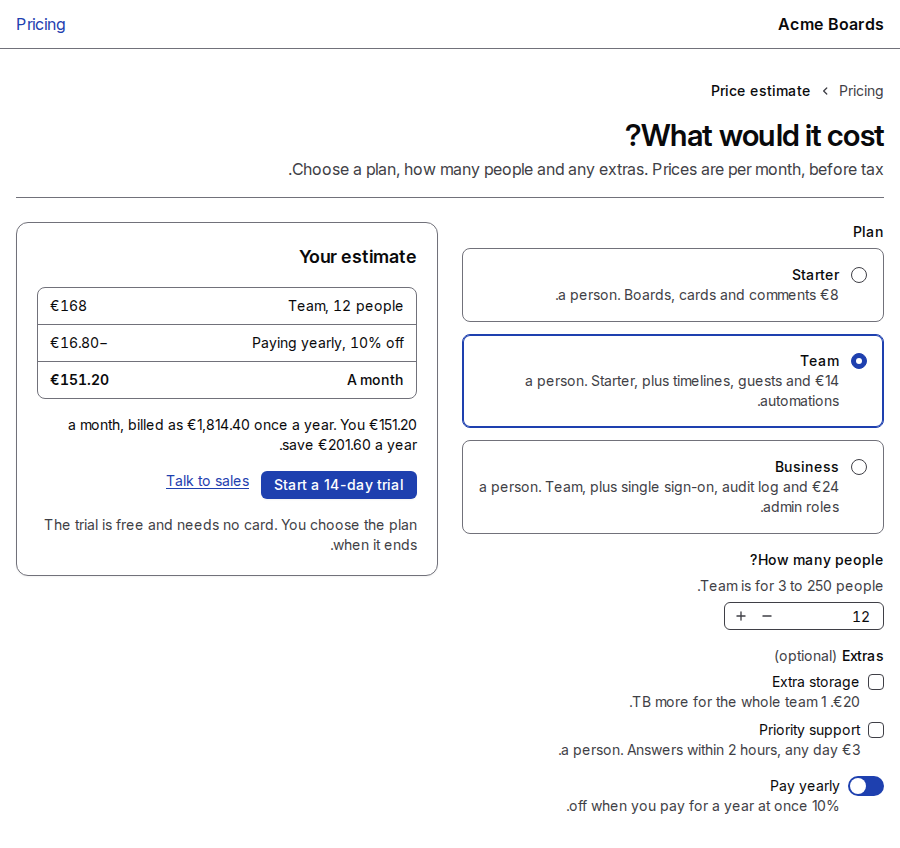 Acme Boards
Pricing
Pricing
Price estimate
?What would it cost
.Choose a plan, how many people and any extras. Prices are per month, before tax
Plan
Starter
.a person. Boards, cards and comments €8
Team
a person. Starter, plus timelines, guests and €14
.automations
Business
a person. Team, plus single sign-on, audit log and €24
.admin roles
?How many people
.Team is for 3 to 250 people
12
(optional) Extras
Extra storage
.TB more for the whole team 1 .€20
Priority support
.a person. Answers within 2 hours, any day €3
Pay yearly
.off when you pay for a year at once 10%
Your estimate
Team, 12 people
€168
Paying yearly, 10% off
€16.80−
A month
€151.20
a month, billed as €1,814.40 once a year. You €151.20
.save €201.60 a year
Start a 14-day trial
Talk to sales
The trial is free and needs no card. You choose the plan
.when it ends